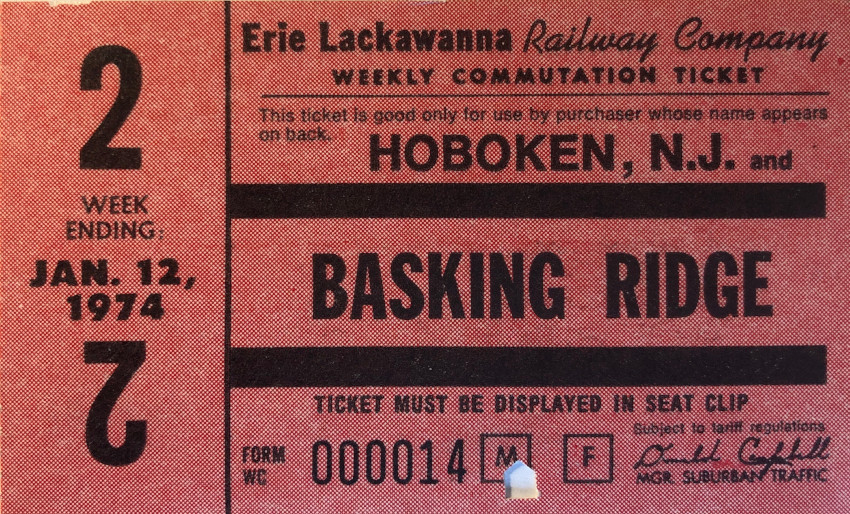 2
WEEK
ENDING:
JAN. 12,
1974
2
Erie Lackawanna Railway Company
WEEKLY COMMUTATION TICKET
This ticket is good only for use by purchaser whose name appears
on back.
HOBOKEN, N.J. and
BASKING RIDGE
TICKET MUST BE DISPLAYED IN SEAT CLIP
FORM
WC
000014 M F
Subject to tariff regulations
MGR. SUBURBAN TRAFFIC